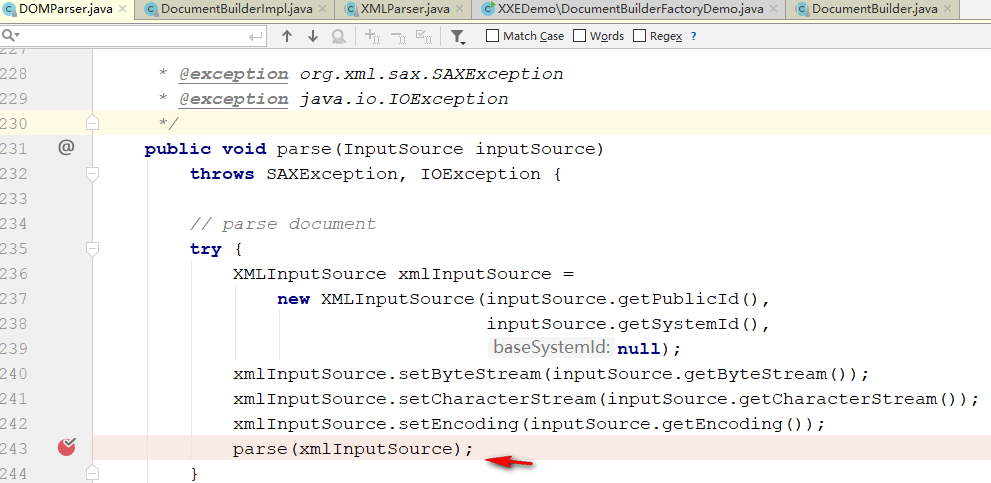 DOMParser.java DocumentBuilderImpl.java XMLParser.java XXEDemo\DocumentBuilderFactoryDemo.java DocumentBuilder.java
Match Case Words Regex ?
227
228 * @exception org.xml.sax.SAXException
229 * @exception java.io.IOException
230 */
231 @ public void parse(InputSource inputSource)
232 throws SAXException, IOException {
233
234 // parse document
235 try {
236 XMLInputSource xmlInputSource =
237 new XMLInputSource(inputSource.getPublicId(),
238 inputSource.getSystemId(),
239 baseSystemId: null);
240 xmlInputSource.setByteStream(inputSource.getByteStream());
241 xmlInputSource.setCharacterStream(inputSource.getCharacterStream());
242 xmlInputSource.setEncoding(inputSource.getEncoding());
243 parse(xmlInputSource);
244 }